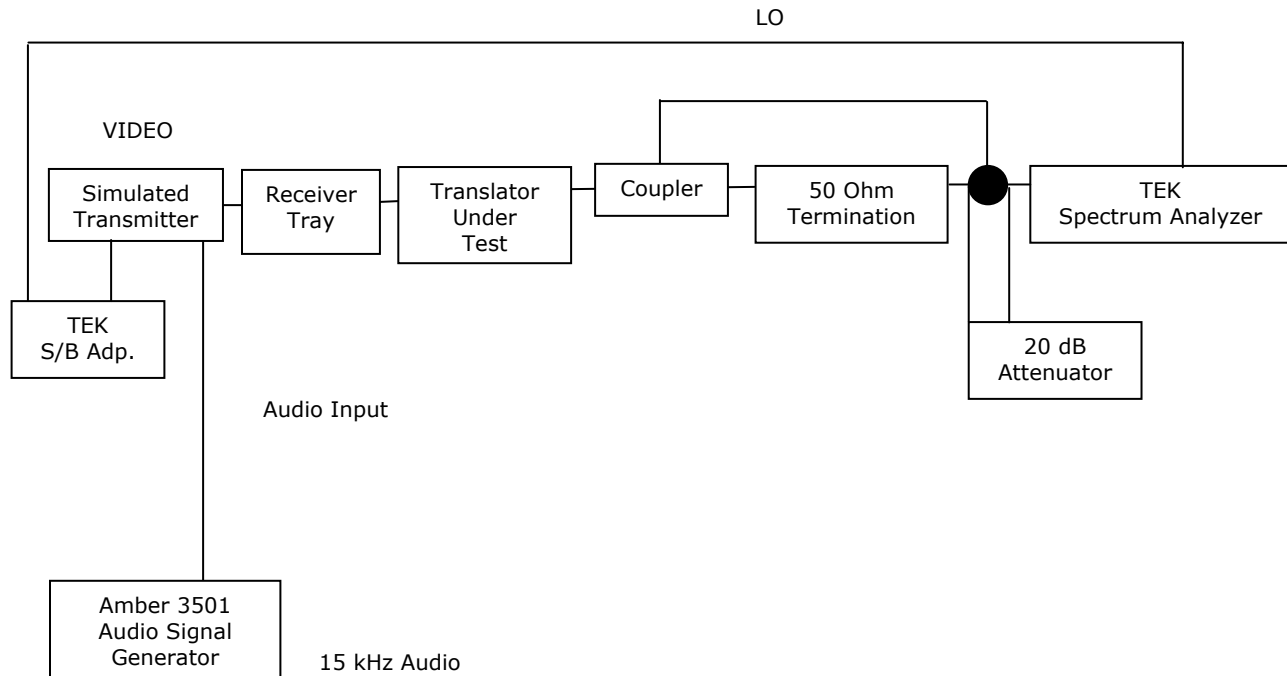 LO
VIDEO
Simulated
Transmitter
Receiver
Tray
Translator
Under
Test
Coupler
50 Ohm
Termination
TEK
Spectrum Analyzer
TEK
S/B Adp.
20 dB
Attenuator
Audio Input
Amber 3501
Audio Signal
Generator
15 kHz Audio